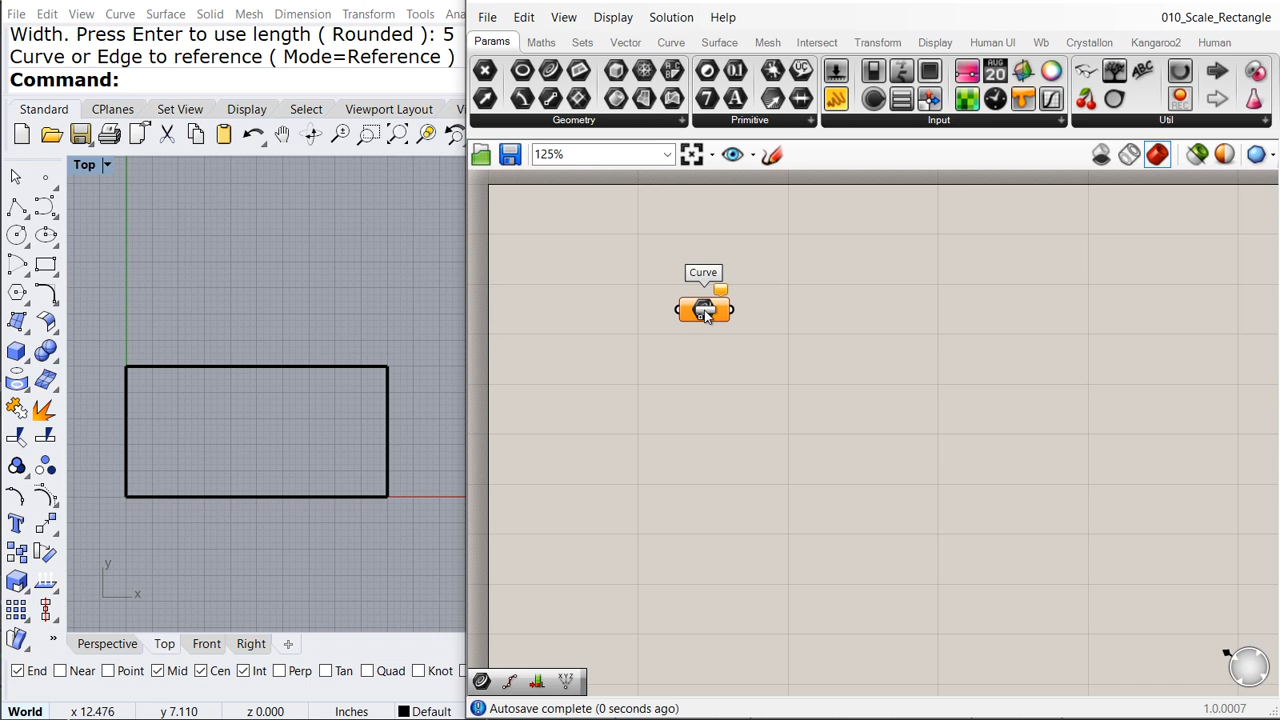 File Edit View Curve Surface Solid Mesh Dimension Transform Tools Ana
Width. Press Enter to use length ( Rounded ): 5
Curve or Edge to reference ( Mode=Reference )
Command:
Standard CPlanes Set View Display Select Viewport Layout V
Top
y
x
Perspective Top Front Right
End Near Point Mid Cen Int Perp Tan Quad Knot
World x 12.476 y 7.110 z 0.000 Inches Default
File Edit View Display Solution Help 010_Scale_Rectangle
Params Maths Sets Vector Curve Surface Mesh Intersect Transform Display Human UI Wb Crystallon Kangaroo2 Human
Geometry Primitive Input Util
125%
Curve
Autosave complete (0 seconds ago) 1.0.0007